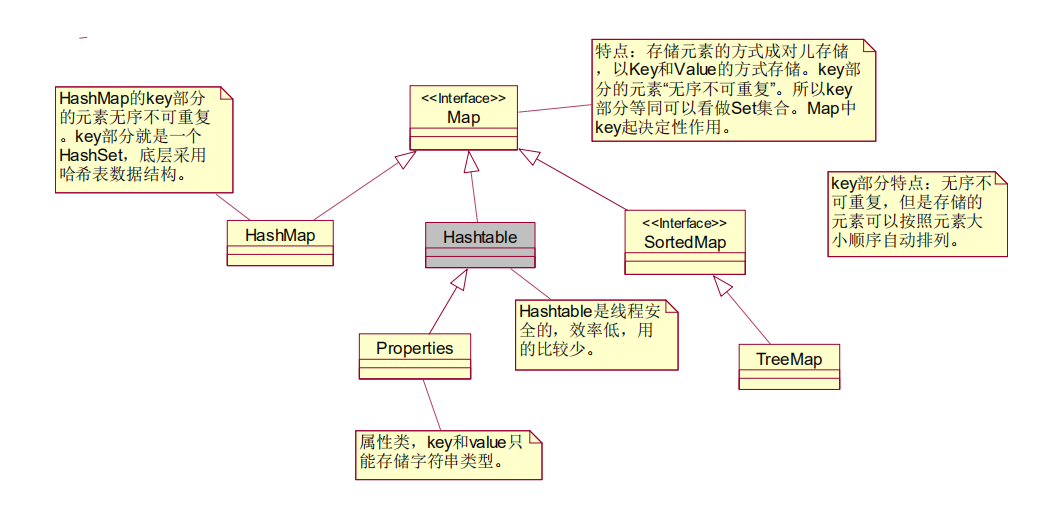 特点：存储元素的方式成对儿存储
，以Key和Value的方式存储。key部
分的元素“无序不可重复”。所以key
部分等同可以看做Set集合。Map中
key起决定性作用。
HashMap的key部分
的元素无序不可重复
。key部分就是一个
HashSet，底层采用
哈希表数据结构。
<<Interface>>
Map
key部分特点：无序不
可重复，但是存储的
元素可以按照元素大
小顺序自动排列。
HashMap
Hashtable
<<Interface>>
SortedMap
Hashtable是线程安
全的，效率低，用
的比较少。
Properties
TreeMap
属性类，key和value只
能存储字符串类型。